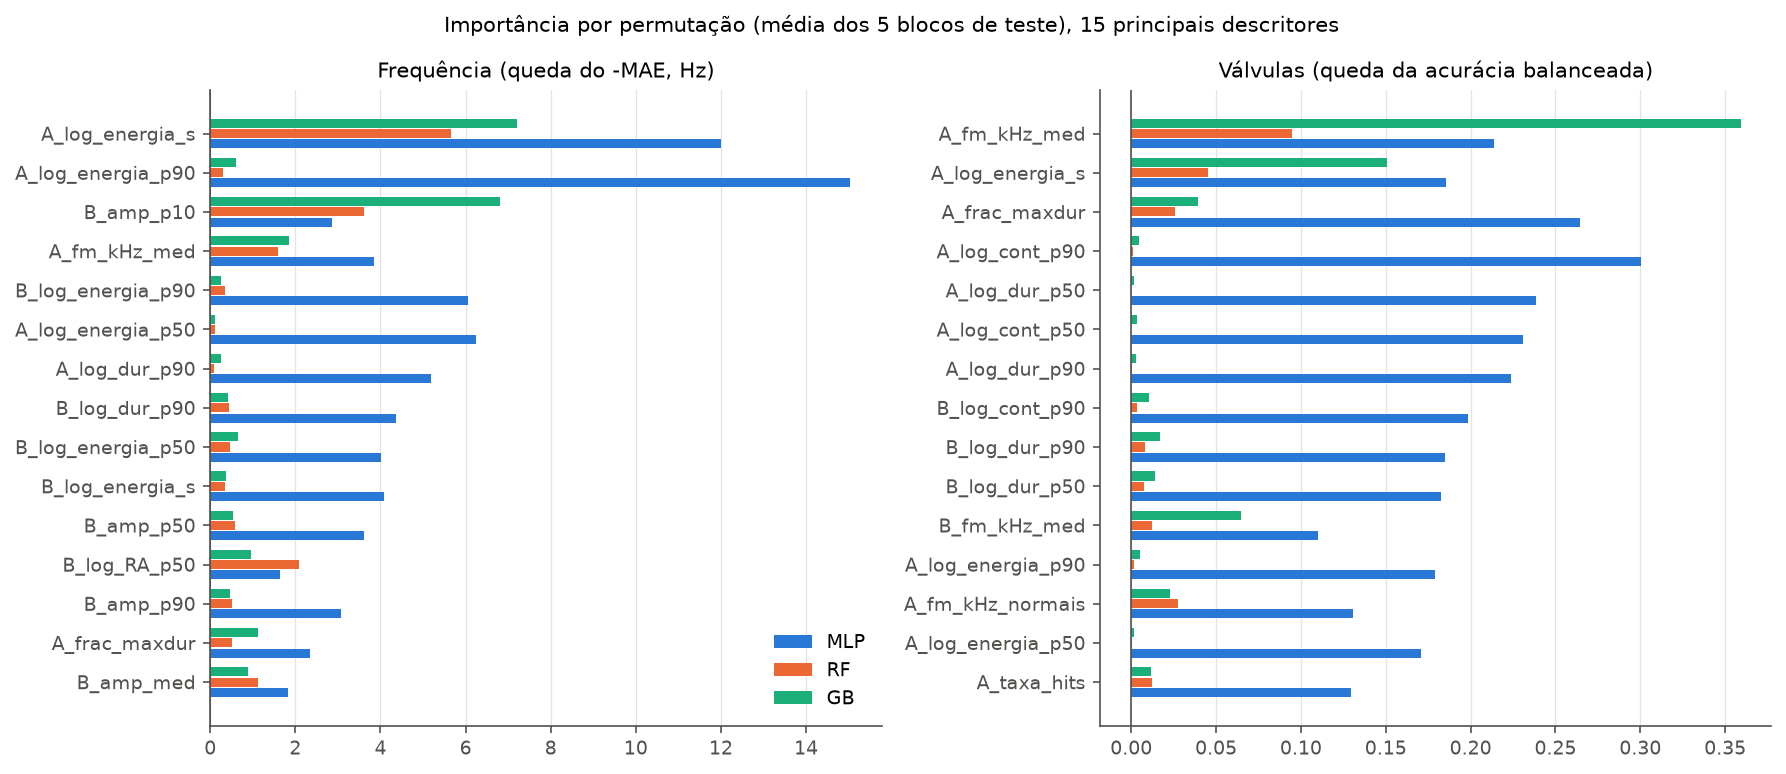 Importância por permutação (média dos 5 blocos de teste), 15 principais descritores
Frequência (queda do -MAE, Hz)
A_log_energia_s
A_log_energia_p90
B_amp_p10
A_fm_kHz_med
B_log_energia_p90
A_log_energia_p50
A_log_dur_p90
B_log_dur_p90
B_log_energia_p50
B_log_energia_s
B_amp_p50
B_log_RA_p50
B_amp_p90
A_frac_maxdur
B_amp_med
MLP
RF
GB
0 2 4 6 8 10 12 14
Válvulas (queda da acurácia balanceada)
A_fm_kHz_med
A_log_energia_s
A_frac_maxdur
A_log_cont_p90
A_log_dur_p50
A_log_cont_p50
A_log_dur_p90
B_log_cont_p90
B_log_dur_p90
B_log_dur_p50
B_fm_kHz_med
A_log_energia_p90
A_fm_kHz_normais
A_log_energia_p50
A_taxa_hits
0.00 0.05 0.10 0.15 0.20 0.25 0.30 0.35